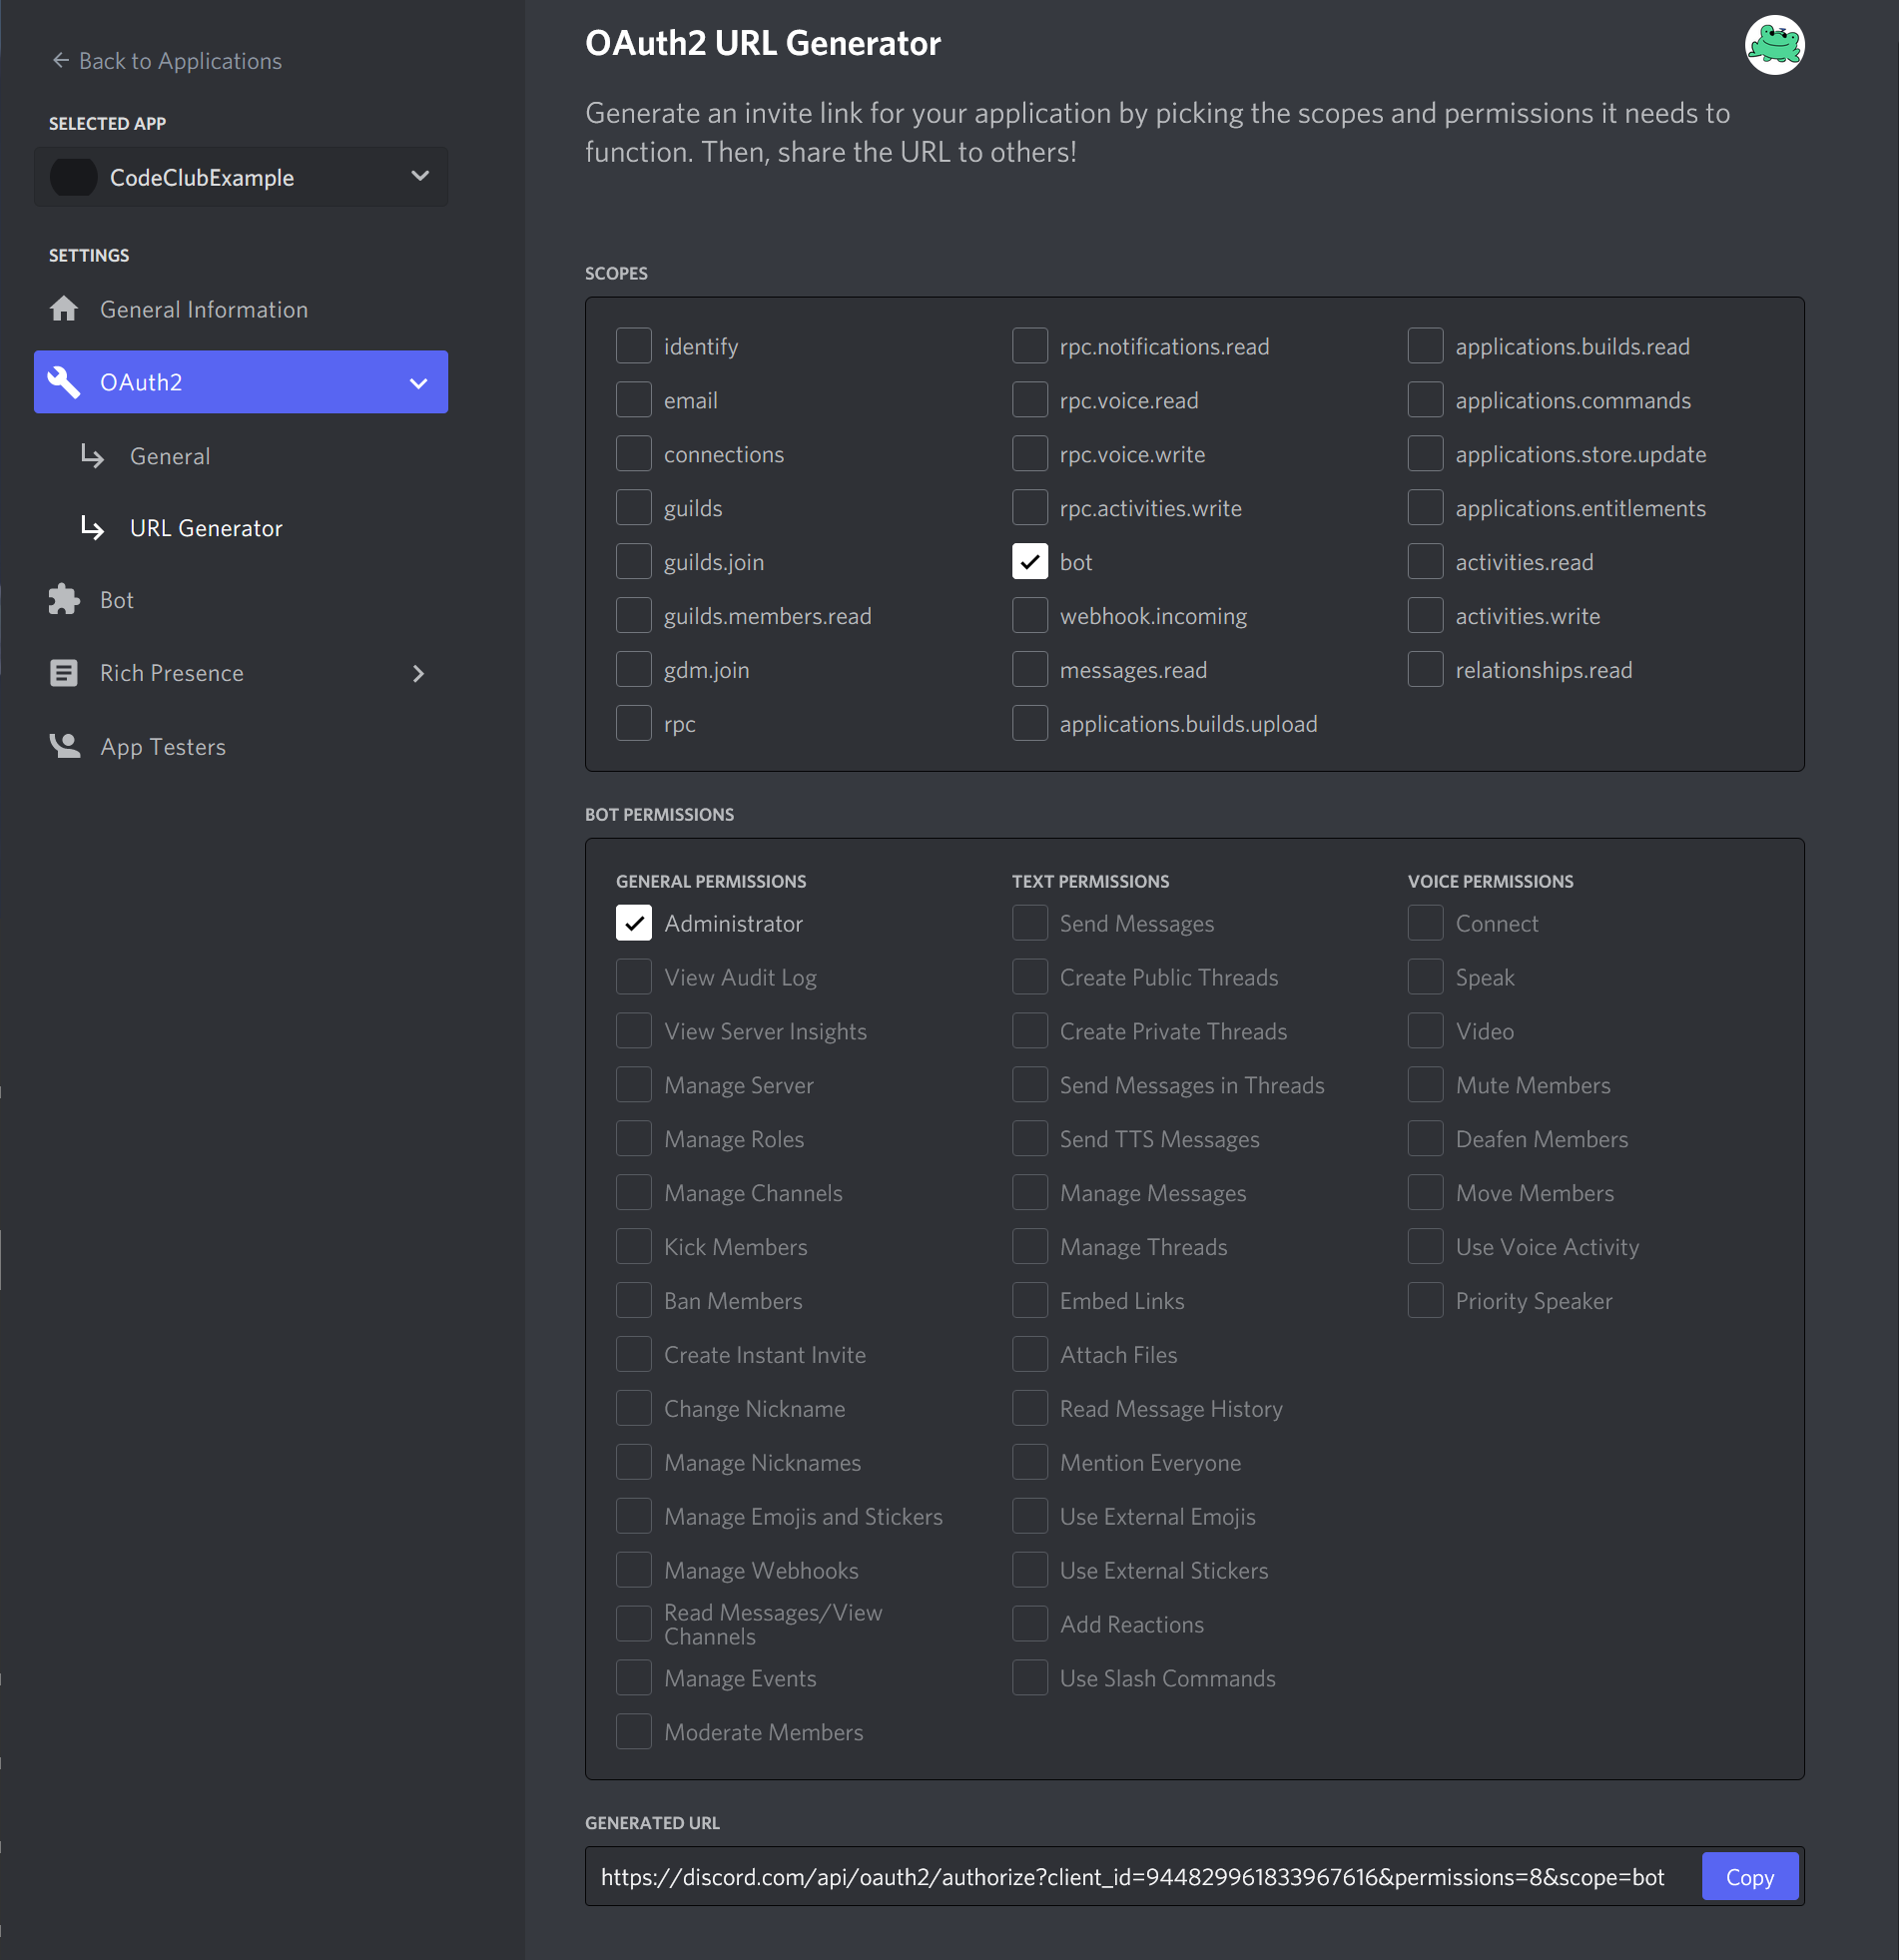 Back to Applications
SELECTED APP
CodeClubExample
SETTINGS
General Information
OAuth2
General
URL Generator
Bot
Rich Presence
App Testers
OAuth2 URL Generator
Generate an invite link for your application by picking the scopes and permissions it needs to
function. Then, share the URL to others!
SCOPES
identify
email
connections
guilds
guilds.join
guilds.members.read
gdm.join
rpc
rpc.notifications.read
rpc.voice.read
rpc.voice.write
rpc.activities.write
bot
webhook.incoming
messages.read
applications.builds.upload
applications.builds.read
applications.commands
applications.store.update
applications.entitlements
activities.read
activities.write
relationships.read
BOT PERMISSIONS
GENERAL PERMISSIONS
Administrator
View Audit Log
View Server Insights
Manage Server
Manage Roles
Manage Channels
Kick Members
Ban Members
Create Instant Invite
Change Nickname
Manage Nicknames
Manage Emojis and Stickers
Manage Webhooks
Read Messages/View
Channels
Manage Events
Moderate Members
TEXT PERMISSIONS
Send Messages
Create Public Threads
Create Private Threads
Send Messages in Threads
Send TTS Messages
Manage Messages
Manage Threads
Embed Links
Attach Files
Read Message History
Mention Everyone
Use External Emojis
Use External Stickers
Add Reactions
Use Slash Commands
VOICE PERMISSIONS
Connect
Speak
Video
Mute Members
Deafen Members
Move Members
Use Voice Activity
Priority Speaker
GENERATED URL
https://discord.com/api/oauth2/authorize?client_id=944829961833967616&permissions=8&scope=bot
Copy